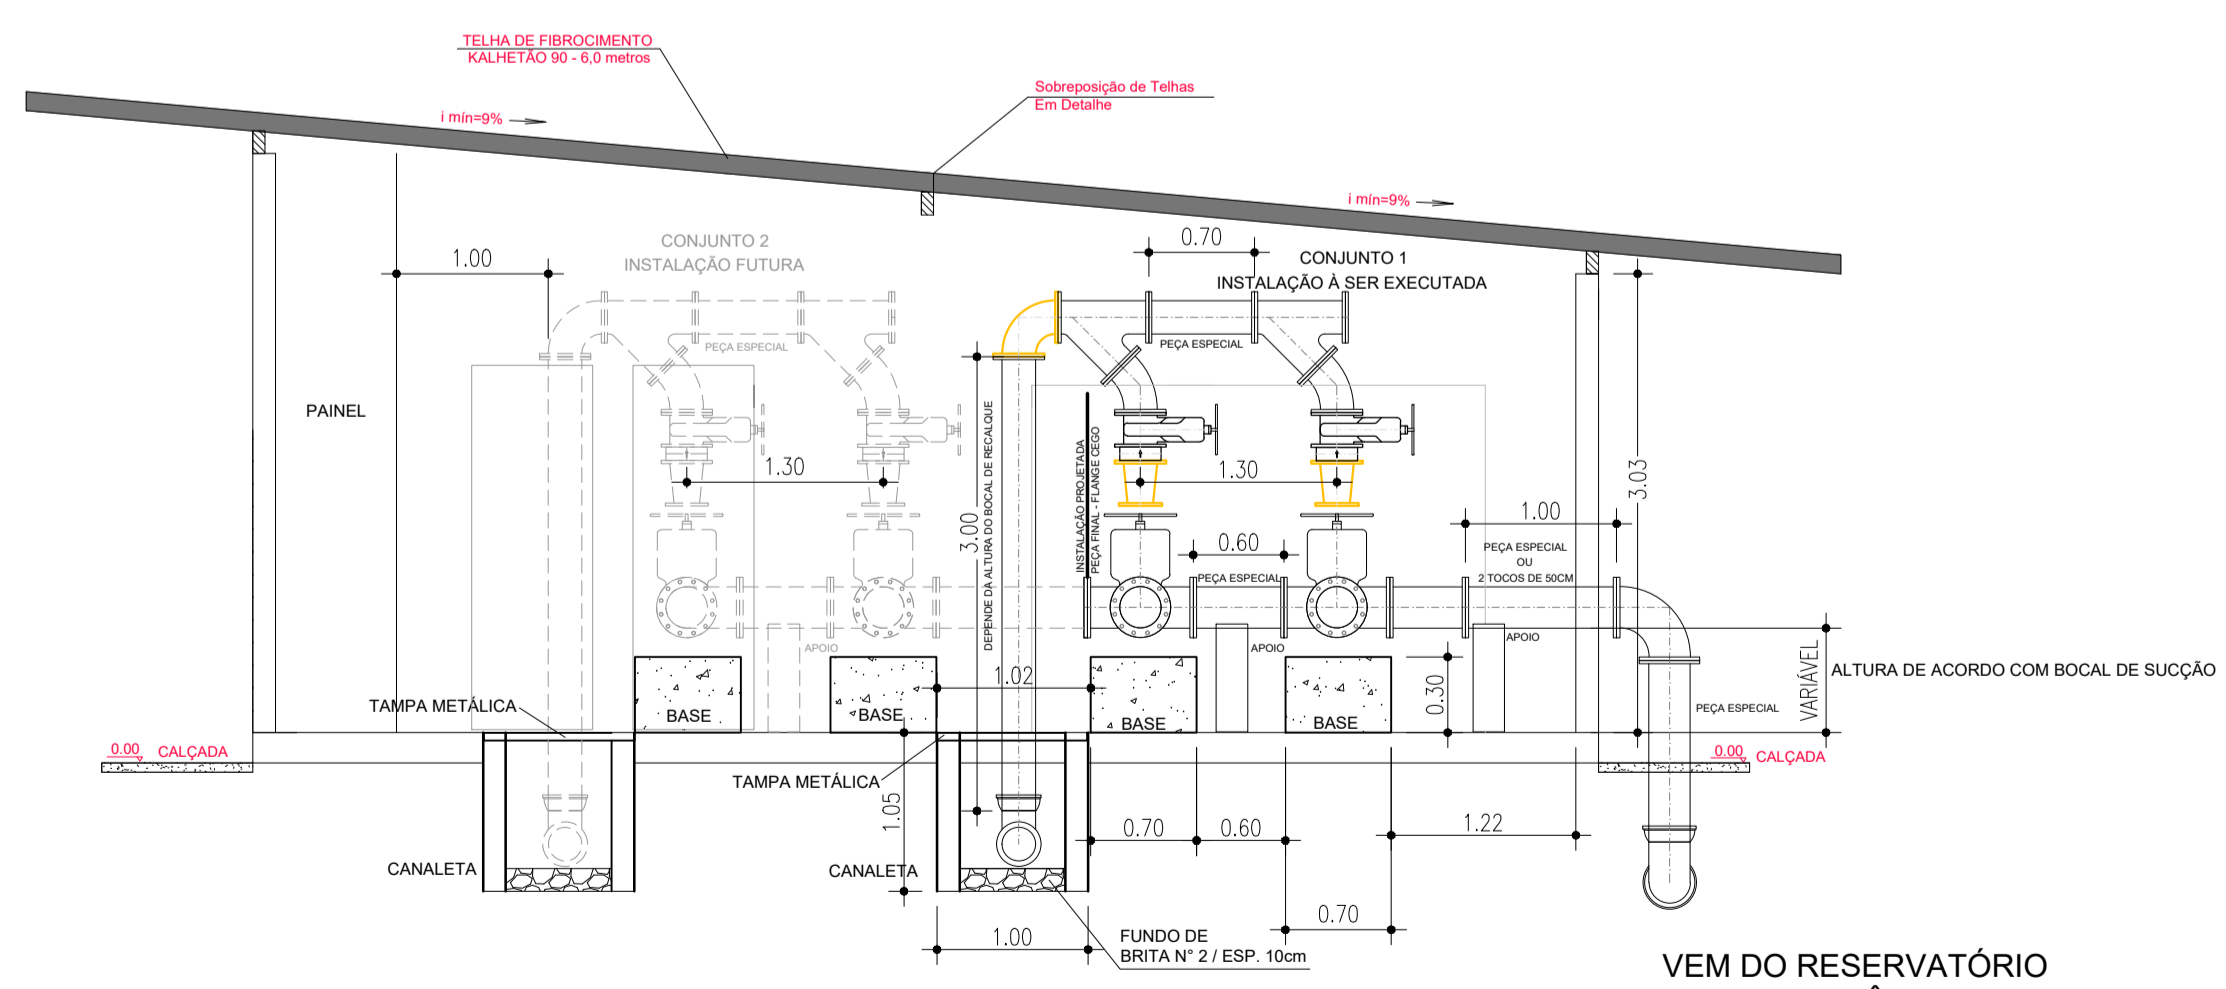 TELHA DE FIBROCIMENTO
KALHETÃO 90 - 6,0 metros
Sobreposição de Telhas
Em Detalhe
i mín=9%
i mín=9%
CONJUNTO 2
INSTALAÇÃO FUTURA
1.00
0.70
CONJUNTO 1
INSTALAÇÃO À SER EXECUTADA
PEÇA ESPECIAL
PEÇA ESPECIAL
PAINEL
1.30
1.30
3.00
DEPENDE DA ALTURA DO BOCAL DE RECALQUE
INSTALAÇÃO PROJETADA
PEÇA FINAL - FLANGE CEGO
3.03
1.00
0.60
PEÇA ESPECIAL
OU
2 TOCOS DE 50CM
PEÇA ESPECIAL
APOIO
APOIO
APOIO
1.02
0.30
VARIÁVEL
ALTURA DE ACORDO COM BOCAL DE SUCÇÃO
TAMPA METÁLICA
BASE
BASE
BASE
BASE
PEÇA ESPECIAL
0.00 CALÇADA
0.00 CALÇADA
TAMPA METÁLICA
1.05
0.70
0.60
1.22
CANALETA
CANALETA
0.70
1.00
FUNDO DE
BRITA N° 2 / ESP. 10cm
VEM DO RESERVATÓRIO